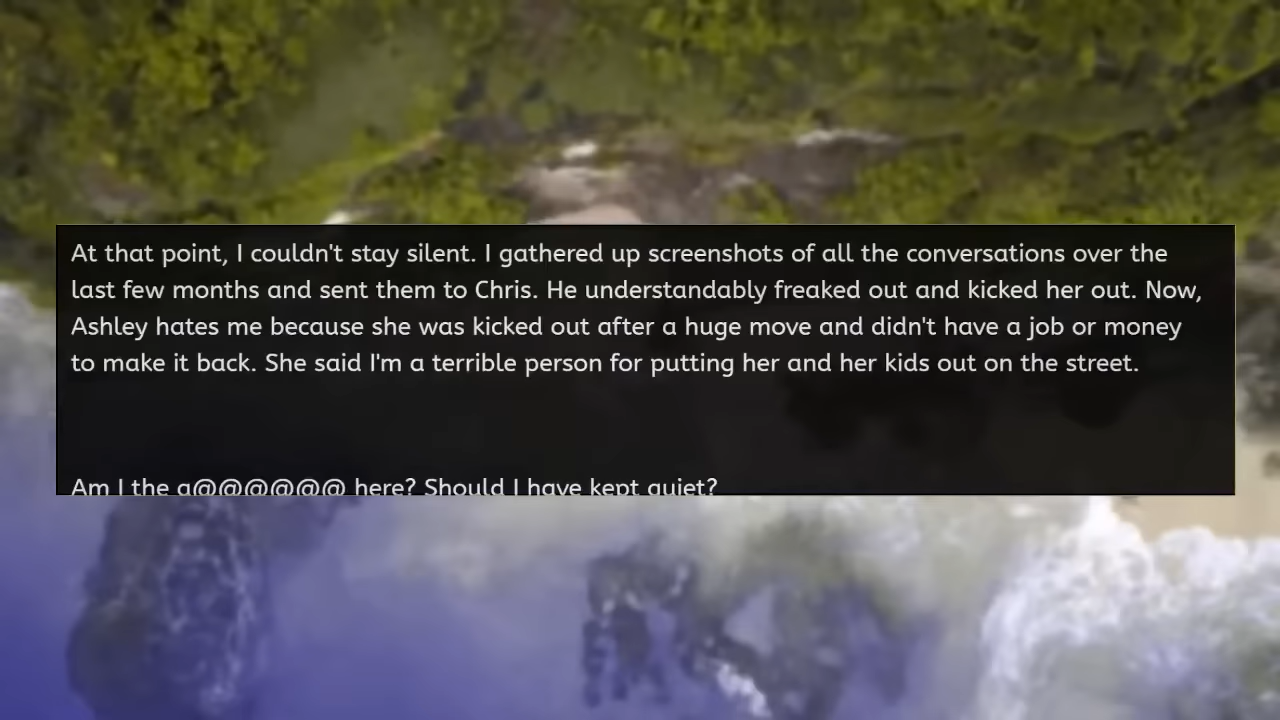 At that point, I couldn't stay silent. I gathered up screenshots of all the conversations over the
last few months and sent them to Chris. He understandably freaked out and kicked her out. Now,
Ashley hates me because she was kicked out after a huge move and didn't have a job or money
to make it back. She said I'm a terrible person for putting her and her kids out on the street.
Am I the a@@@@@@ here? Should I have kept quiet?